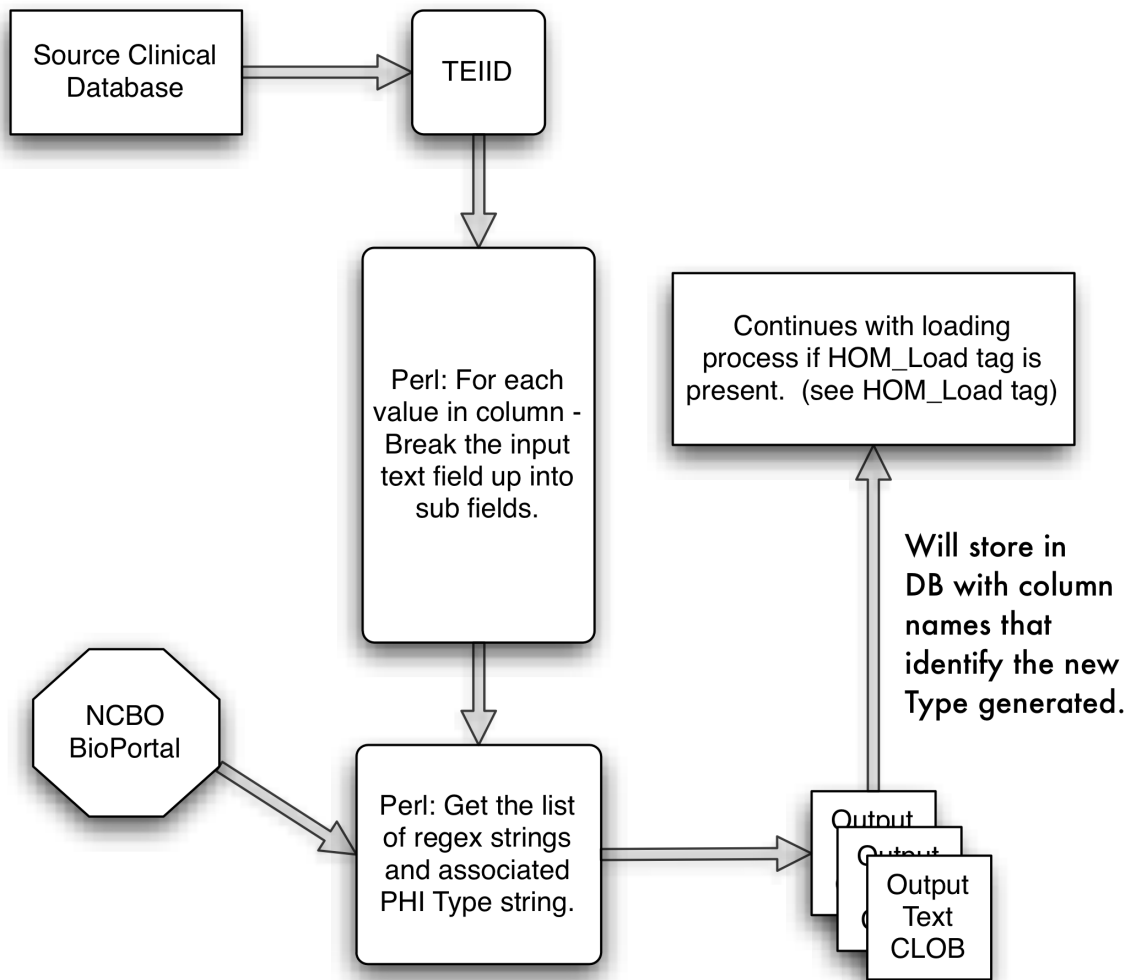 Source Clinical
Database
TEIID
Perl: For each
value in column -
Break the input
text field up into
sub fields.
Continues with loading
process if HOM_Load tag is
present.  (see HOM_Load tag)
Will store in
DB with column
names that
identify the new
Type generated.
NCBO
BioPortal
Perl: Get the list
of regex strings
and associated
PHI Type string.
Output
Output
Output
Text
CLOB